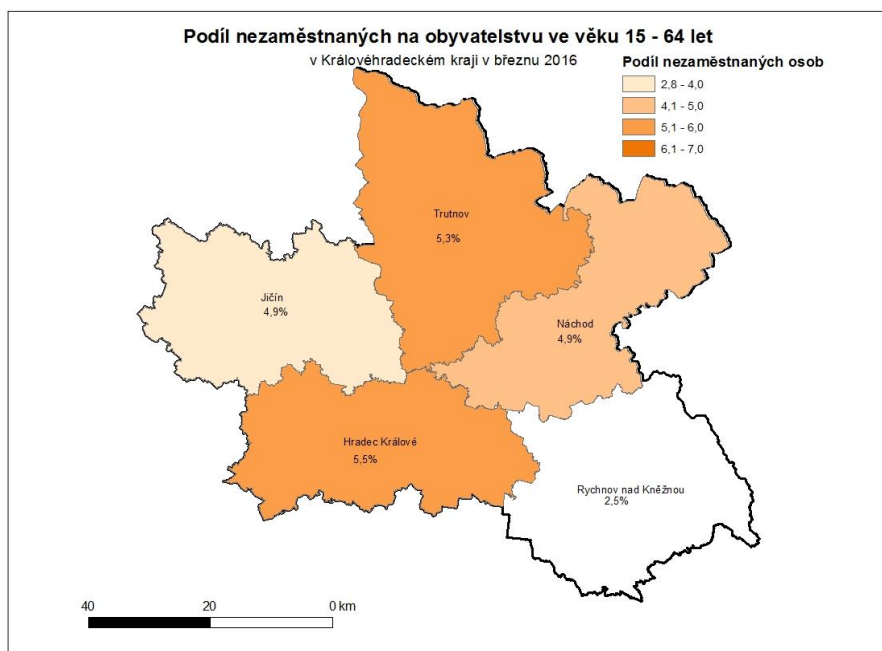 Podíl nezaměstnaných na obyvatelstvu ve věku 15 - 64 let
v Královéhradeckém kraji v březnu 2016
Podíl nezaměstnaných osob
2,8 - 4,0
4,1 - 5,0
5,1 - 6,0
6,1 - 7,0
Trutnov
5,3%
Jičín
4,9%
Náchod
4,9%
Hradec Králové
5,5%
Rychnov nad Kněžnou
2,5%
40 20 0 km